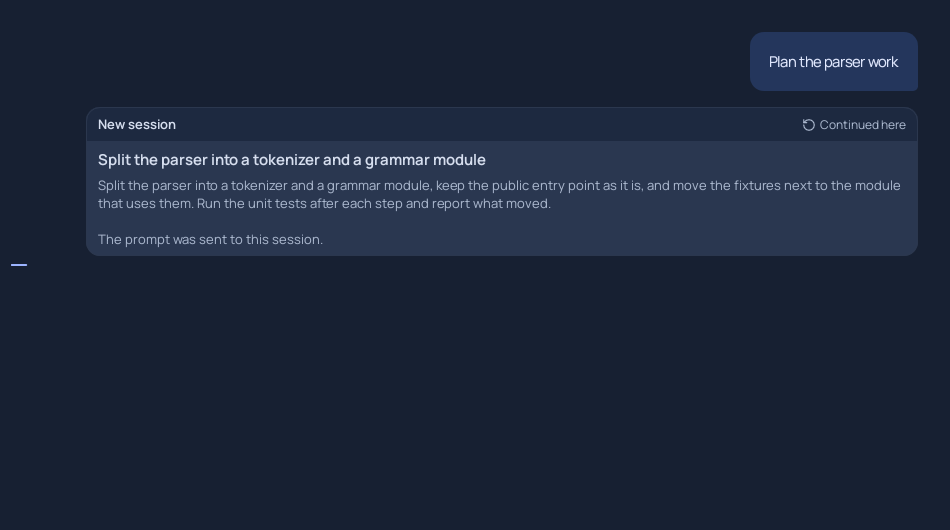 Plan the parser work
New session
Continued here
Split the parser into a tokenizer and a grammar module
Split the parser into a tokenizer and a grammar module, keep the public entry point as it is, and move the fixtures next to the module
that uses them. Run the unit tests after each step and report what moved.
The prompt was sent to this session.